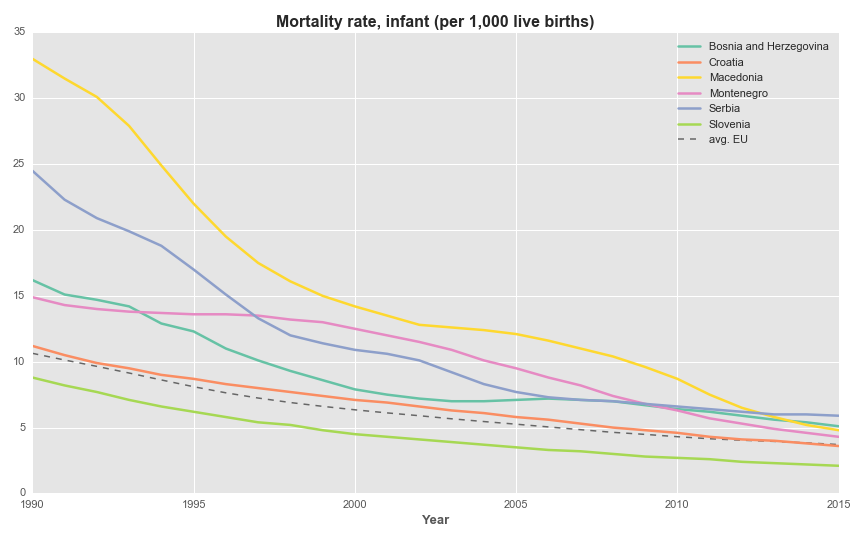 Mortality rate, infant (per 1,000 live births)
35
30
25
20
15
10
5
0
Bosnia and Herzegovina
Croatia
Macedonia
Montenegro
Serbia
Slovenia
avg. EU
1990 1995 2000 2005 2010 2015
Year